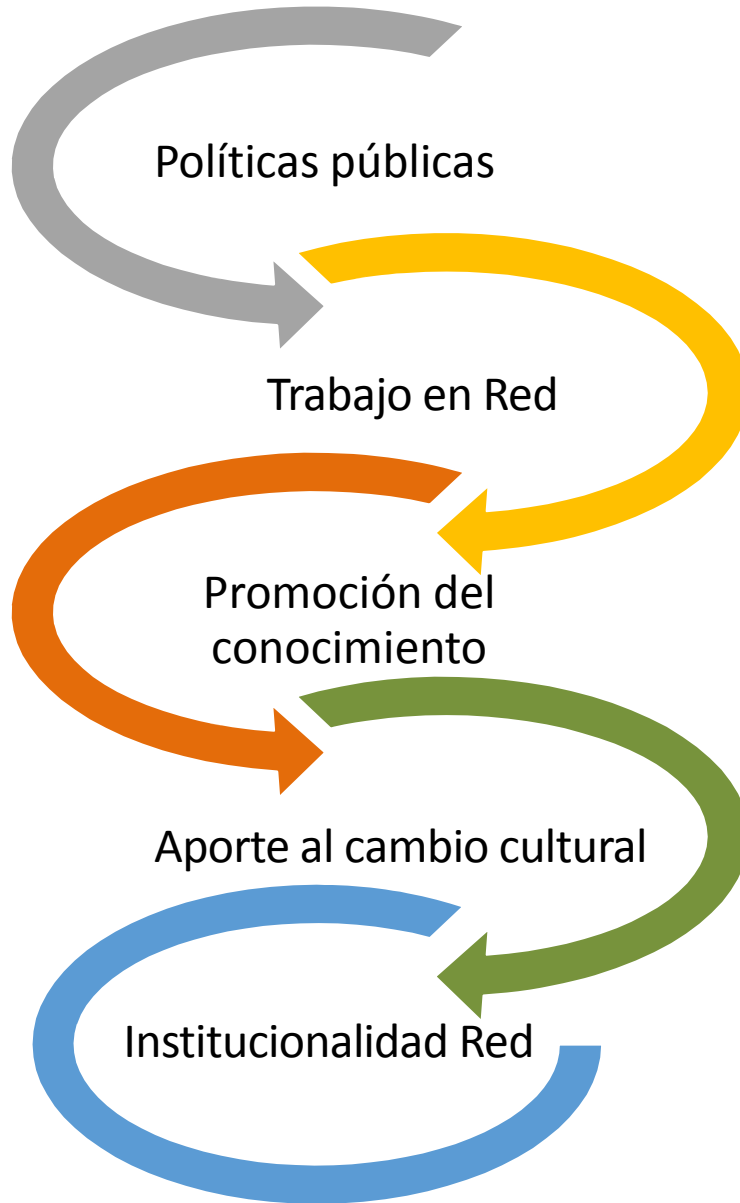 Políticas públicas
Trabajo en Red
Promoción del
conocimiento
Aporte al cambio cultural
Institucionalidad Red